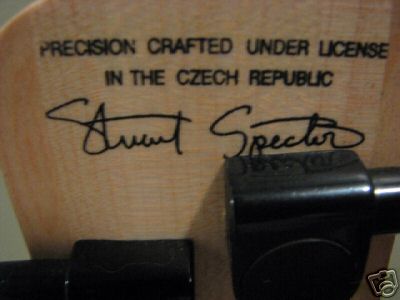 PRECISION CRAFTED UNDER LICENSE
IN THE CZECH REPUBLIC
Stuart Spector